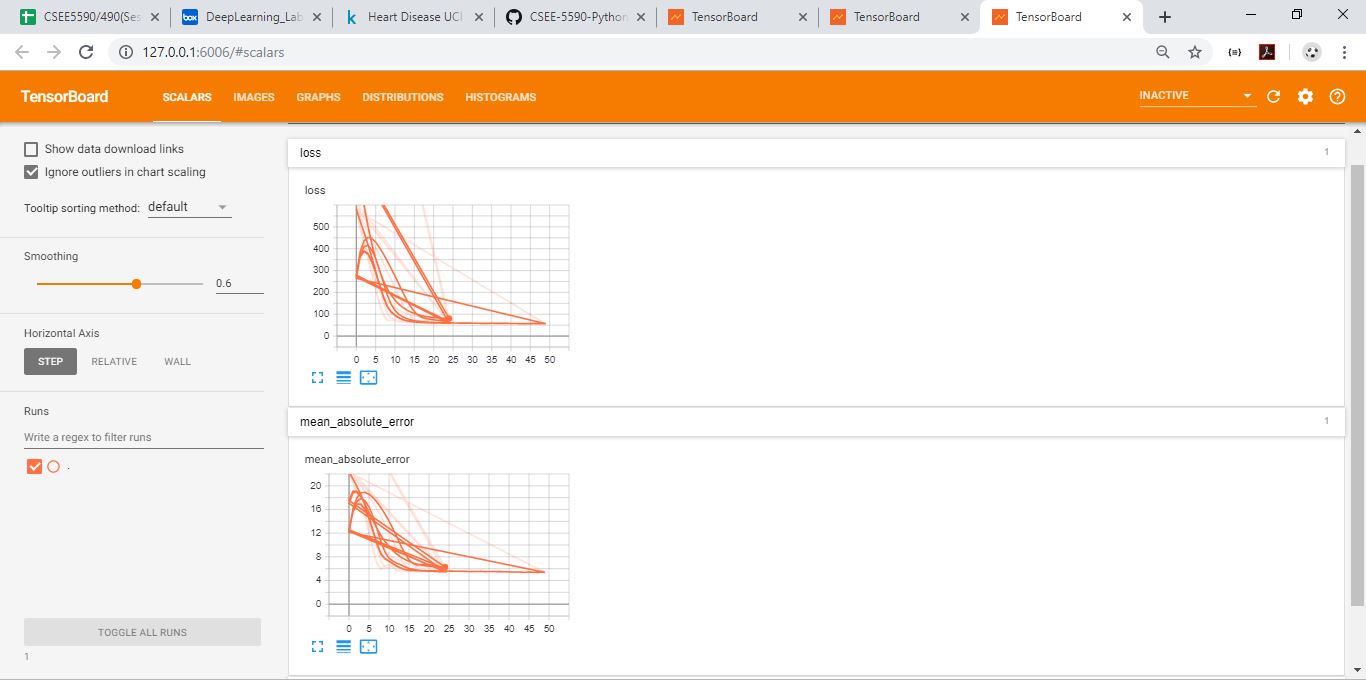 CSEE5590/490(Ses
DeepLearning_Lab
Heart Disease UCI
CSEE-5590-Python
TensorBoard
TensorBoard
TensorBoard
127.0.0.1:6006/#scalars
TensorBoard
SCALARS
IMAGES
GRAPHS
DISTRIBUTIONS
HISTOGRAMS
INACTIVE
Show data download links
Ignore outliers in chart scaling
Tooltip sorting method: default
Smoothing
0.6
Horizontal Axis
STEP RELATIVE WALL
Runs
Write a regex to filter runs
.
TOGGLE ALL RUNS
1
loss 1
loss
500
400
300
200
100
0
0 5 10 15 20 25 30 35 40 45 50
mean_absolute_error 1
mean_absolute_error
20
16
12
8
4
0
0 5 10 15 20 25 30 35 40 45 50